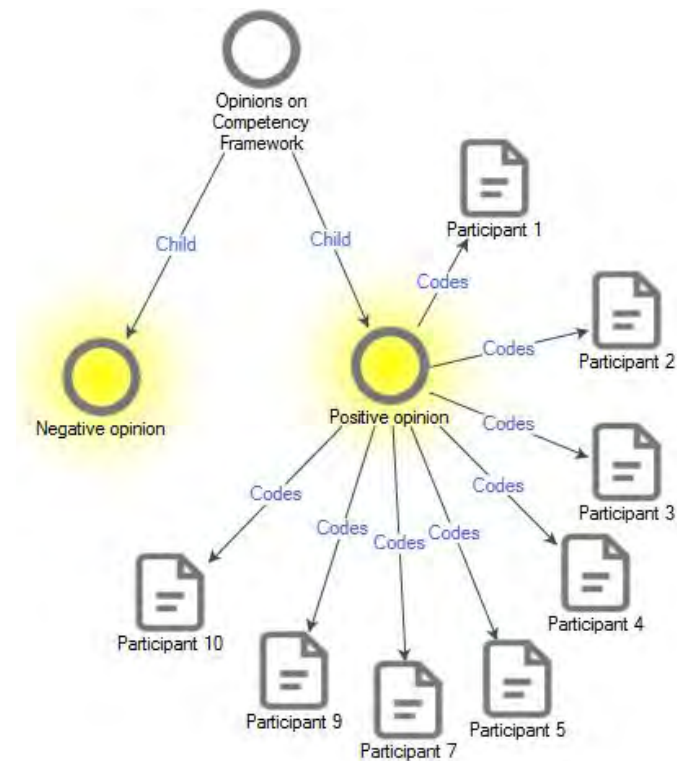 Opinions on
Competency
Framework
Child
Child
Participant 1
Codes
Codes
Participant 2
Negative opinion
Positive opinion
Codes
Participant 3
Codes
Participant 4
Codes
Participant 10
Codes
Participant 9
Codes
Participant 7
Codes
Participant 5